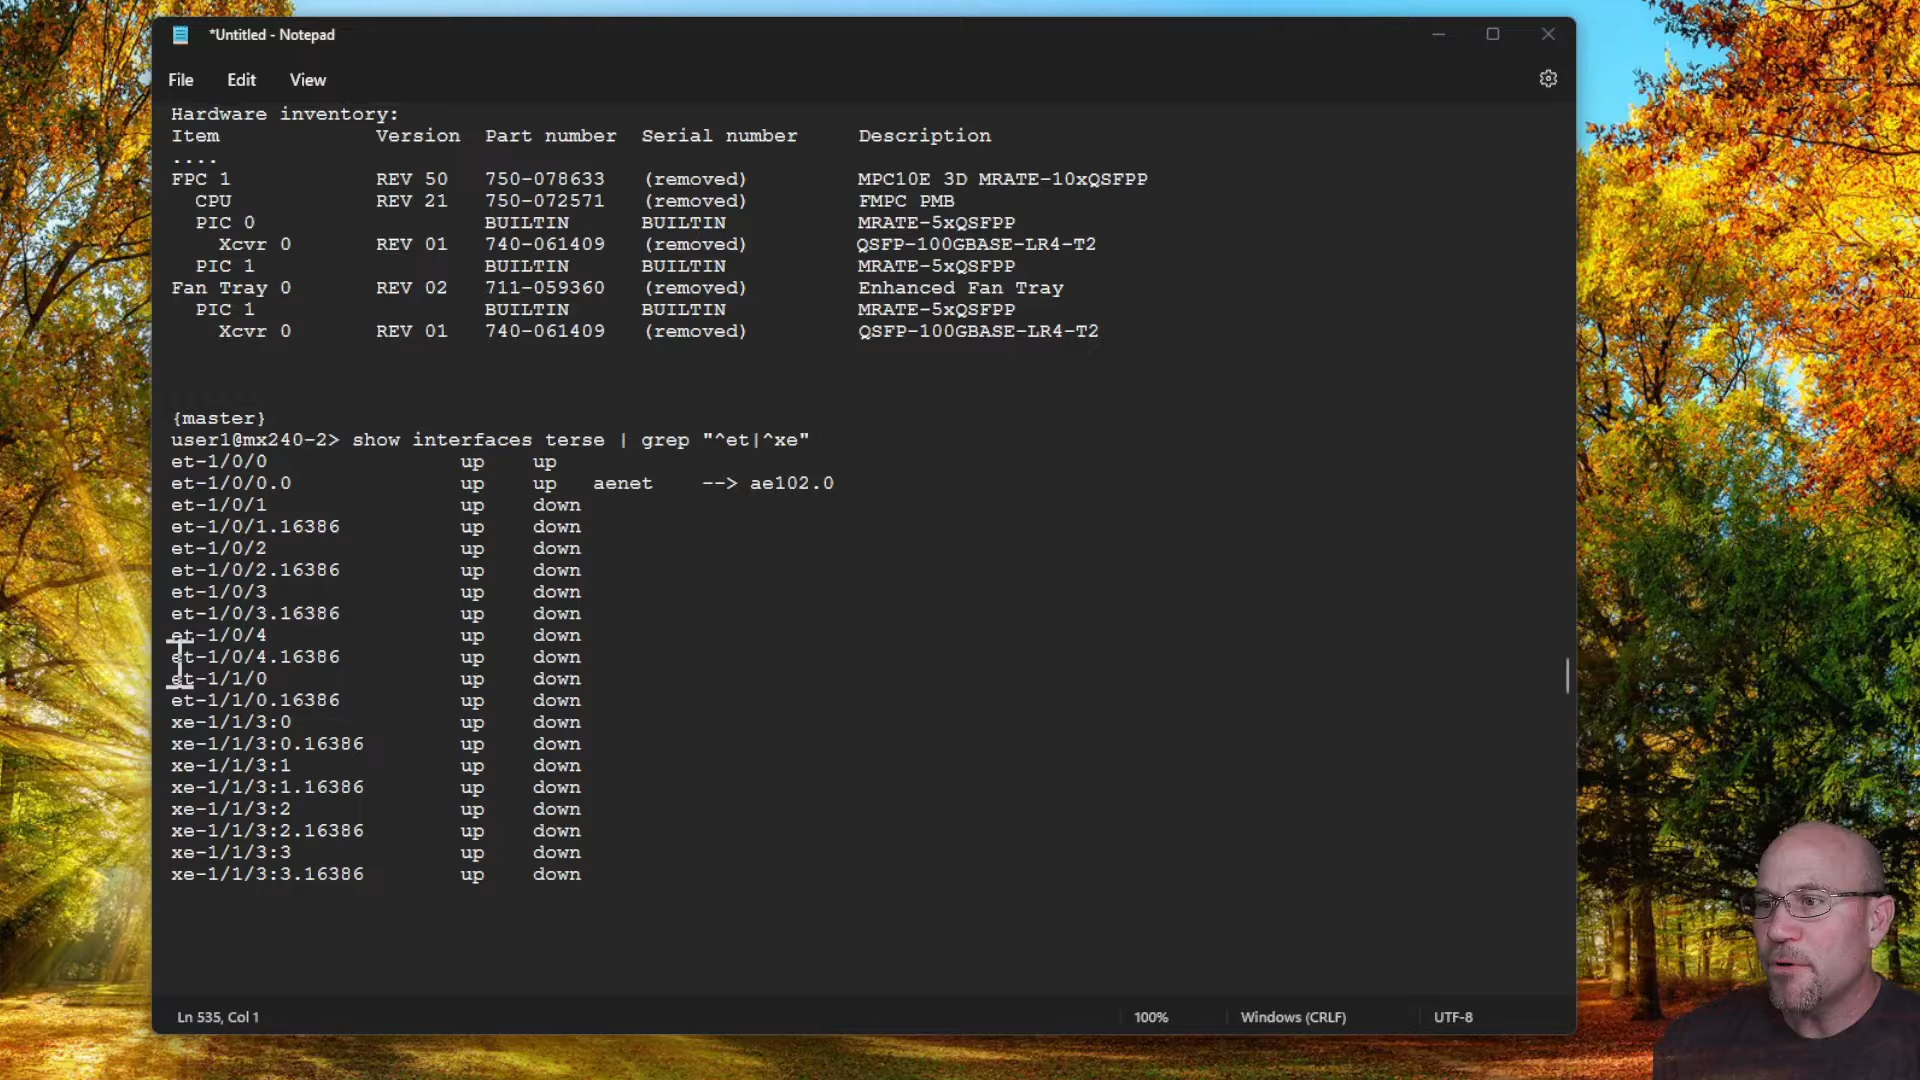 *Untitled - Notepad
File Edit View
Hardware inventory:
Item Version Part number Serial number Description
....
FPC 1 REV 50 750-078633 (removed) MPC10E 3D MRATE-10xQSFPP
CPU REV 21 750-072571 (removed) FMPC PMB
PIC 0 BUILTIN BUILTIN MRATE-5xQSFPP
Xcvr 0 REV 01 740-061409 (removed) QSFP-100GBASE-LR4-T2
PIC 1 BUILTIN BUILTIN MRATE-5xQSFPP
Fan Tray 0 REV 02 711-059360 (removed) Enhanced Fan Tray
PIC 1 BUILTIN BUILTIN MRATE-5xQSFPP
Xcvr 0 REV 01 740-061409 (removed) QSFP-100GBASE-LR4-T2
{master}
user1@mx240-2> show interfaces terse | grep "^et|^xe"
et-1/0/0 up up
et-1/0/0.0 up up aenet --> ae102.0
et-1/0/1 up down
et-1/0/1.16386 up down
et-1/0/2 up down
et-1/0/2.16386 up down
et-1/0/3 up down
et-1/0/3.16386 up down
et-1/0/4 up down
et-1/0/4.16386 up down
et-1/1/0 up down
et-1/1/0.16386 up down
xe-1/1/3:0 up down
xe-1/1/3:0.16386 up down
xe-1/1/3:1 up down
xe-1/1/3:1.16386 up down
xe-1/1/3:2 up down
xe-1/1/3:2.16386 up down
xe-1/1/3:3 up down
xe-1/1/3:3.16386 up down
Ln 535, Col 1 100% Windows (CRLF) UTF-8